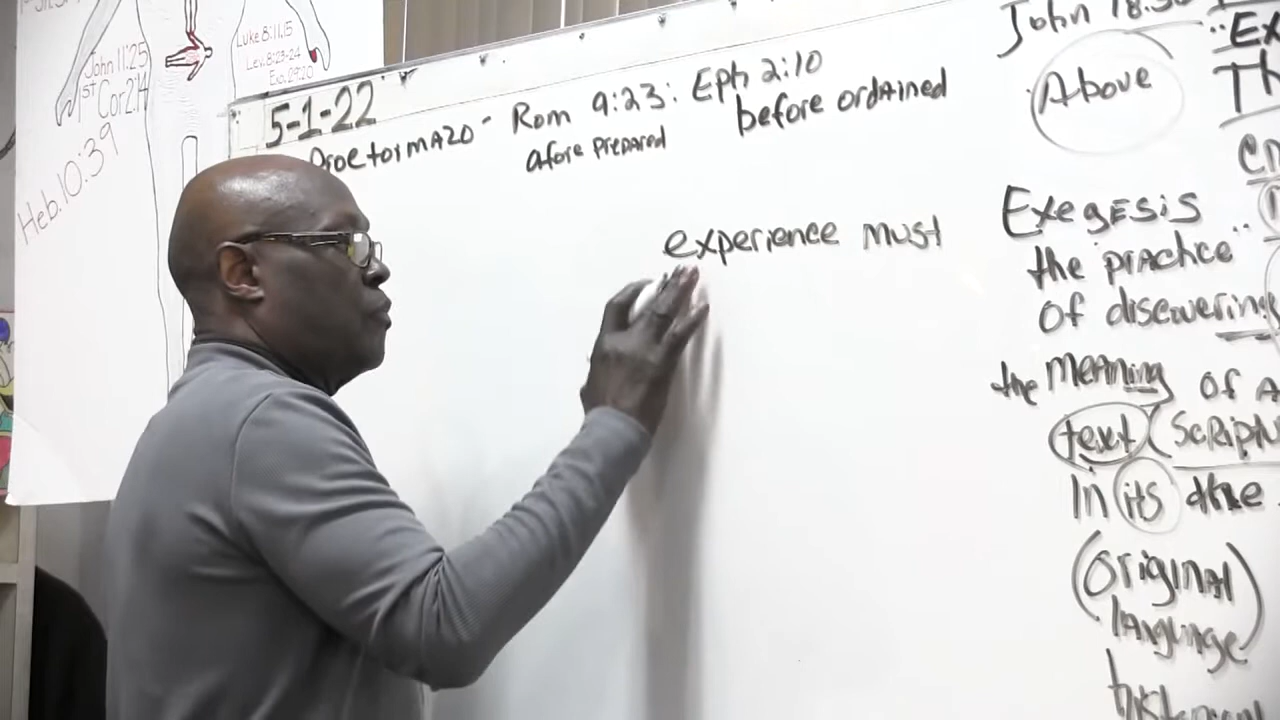 John 11:25
1st Cor 2:14
Heb. 10:39
Luke 8:11,15
Lev. 8:23-24
Exo. 29:20
5-1-22
ProetoimAZO - Rom 9:23: Eph 2:10
afore prepared before ordained
experience must
John 18:36
Above
Exegesis
the practice
of discovering
the meaning of A
text (Script
In its the
(original
language)